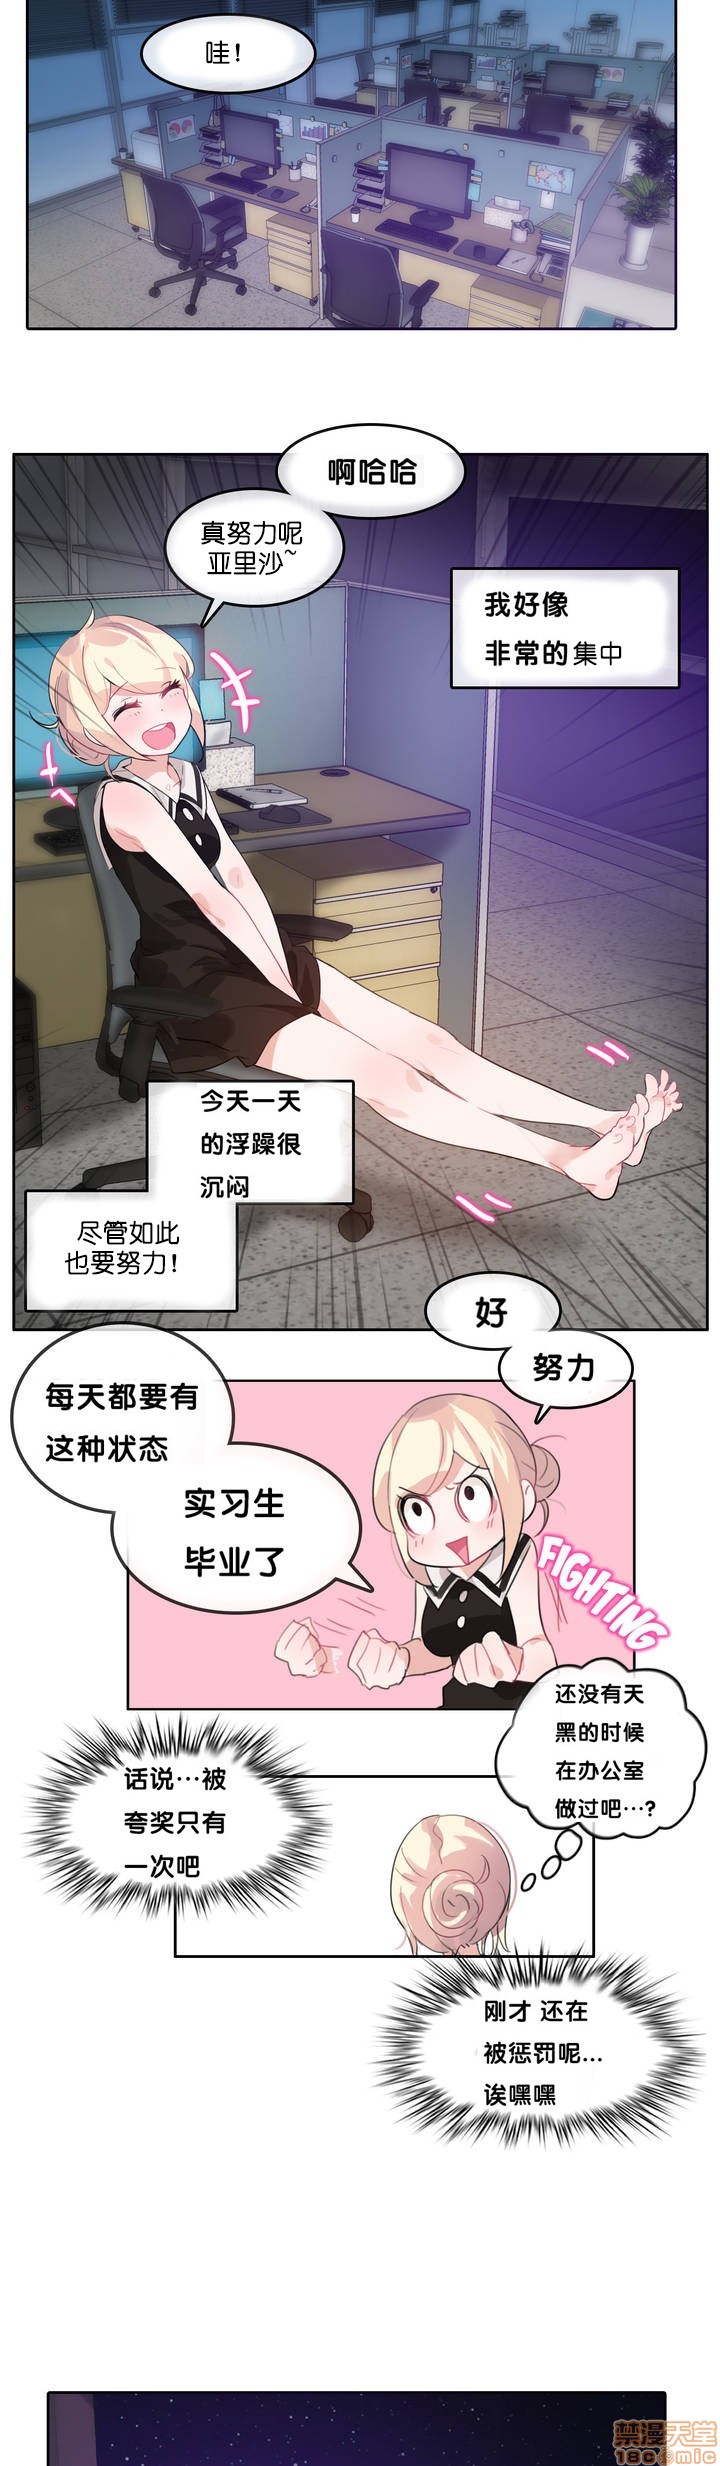 哇！
啊哈哈
真努力呢
亚里沙~
我好像
非常的集中
今天一天
的浮躁很
沉闷
尽管如此
也要努力！
好
努力
每天都要有
这种状态
实习生
毕业了
FIGHTING
还没有天
黑的时候
在办公室
做过吧…?
话说…被
夸奖只有
一次吧
刚才 还在
被惩罚呢...
诶嘿嘿
禁漫天堂
18comic